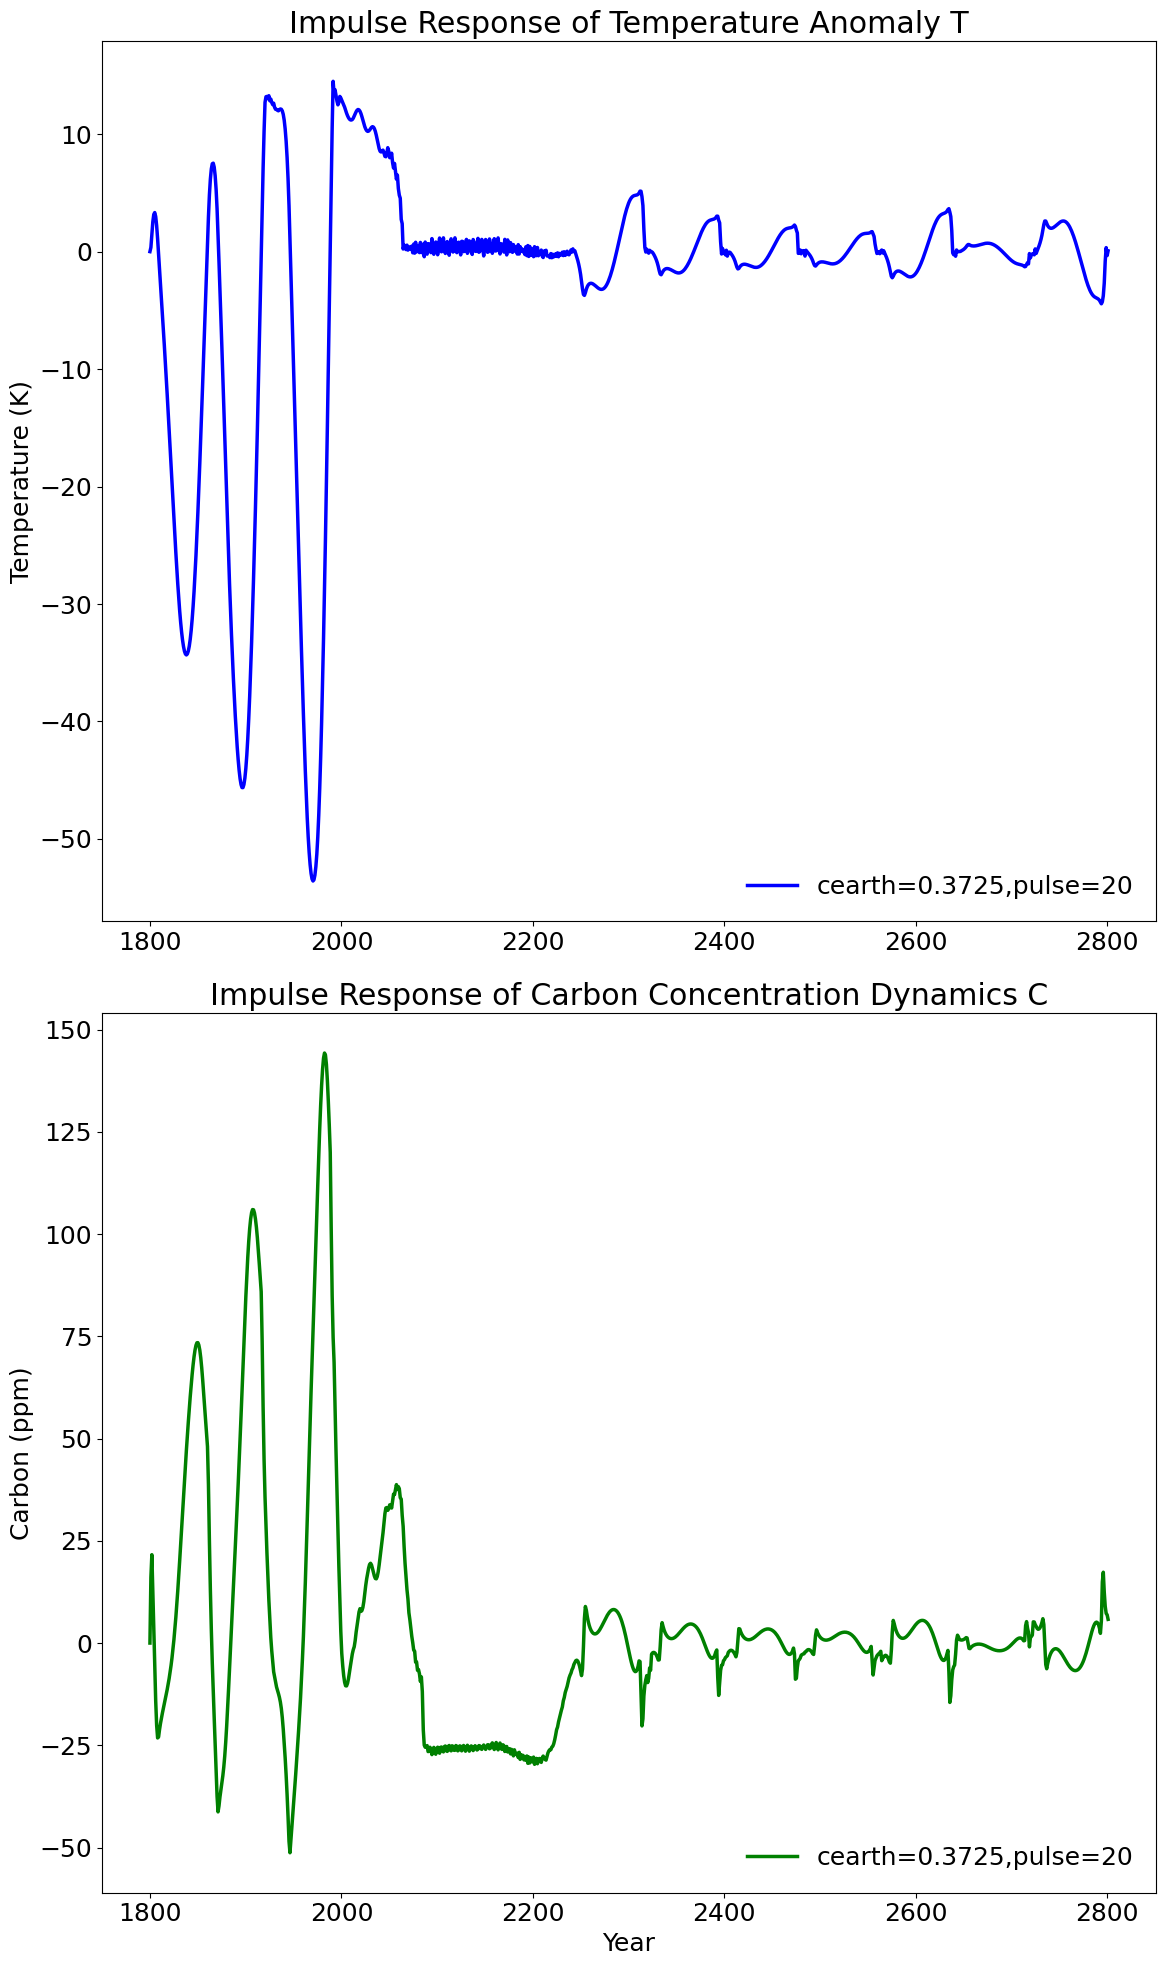 Impulse Response of Temperature Anomaly T
10
0
−10
−20
−30
−40
−50
Temperature (K)
cearth=0.3725,pulse=20
1800 2000 2200 2400 2600 2800
Impulse Response of Carbon Concentration Dynamics C
150
125
100
75
50
25
0
−25
−50
Carbon (ppm)
cearth=0.3725,pulse=20
1800 2000 2200 2400 2600 2800
Year